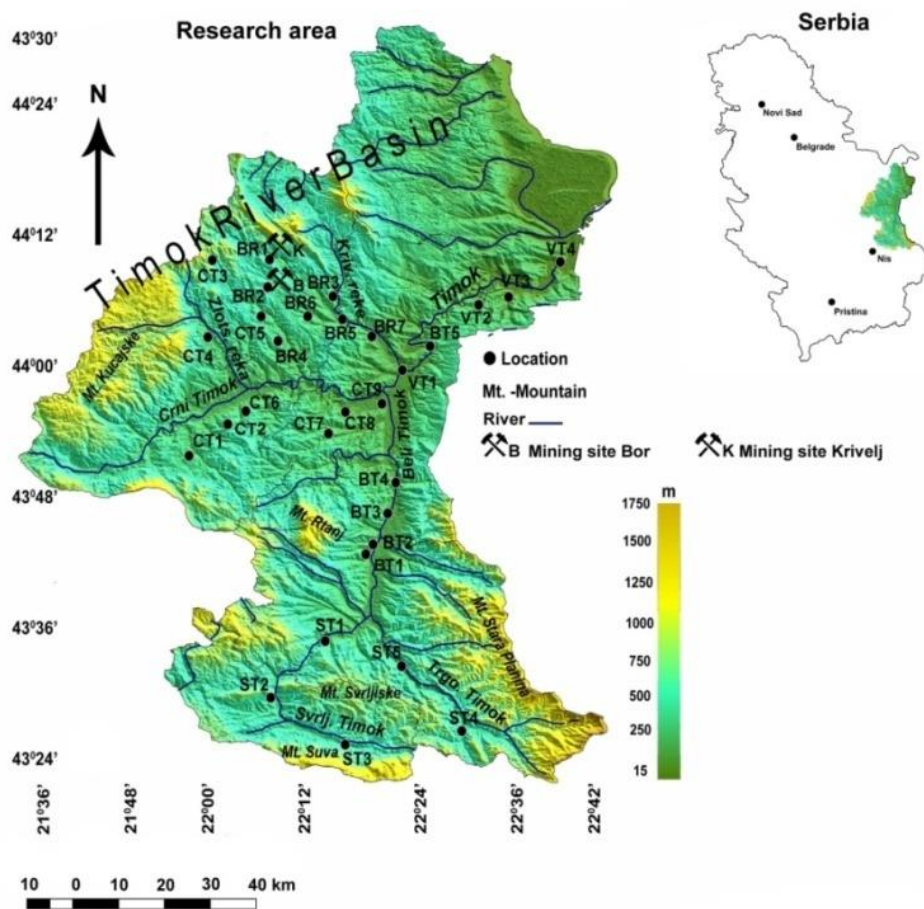 Research area
Serbia
43°30'
44°24'
44°12'
44°00'
43°48'
43°36'
43°24'
N
Timok River Basin
Novi Sad
Belgrade
Nis
Pristina
BR1
K
CT3
B
BR2
BR3
Kriv. reke
BR6
Zlots. reka
CT5
BR5
BR7
CT4
BR4
Mt. Kucajske
Timok
VT4
VT3
VT2
BT5
VT1
Crni Timok
CT9
CT6
CT8
CT7
CT2
CT1
Beli Timok
BT4
BT3
Mt. Rtanj
BT2
BT1
Mt. Stara Planina
ST1
ST5
Trgo. Timok
Mt. Svrljiske
ST2
Svrlj. Timok
ST4
Mt. Suva
ST3
Location
Mt. -Mountain
River
B Mining site Bor
K Mining site Krivelj
m
1750
1500
1250
1000
750
500
250
15
21°36'
21°48'
22°00'
22°12'
22°24'
22°36'
22°42'
10 0 10 20 30 40 km